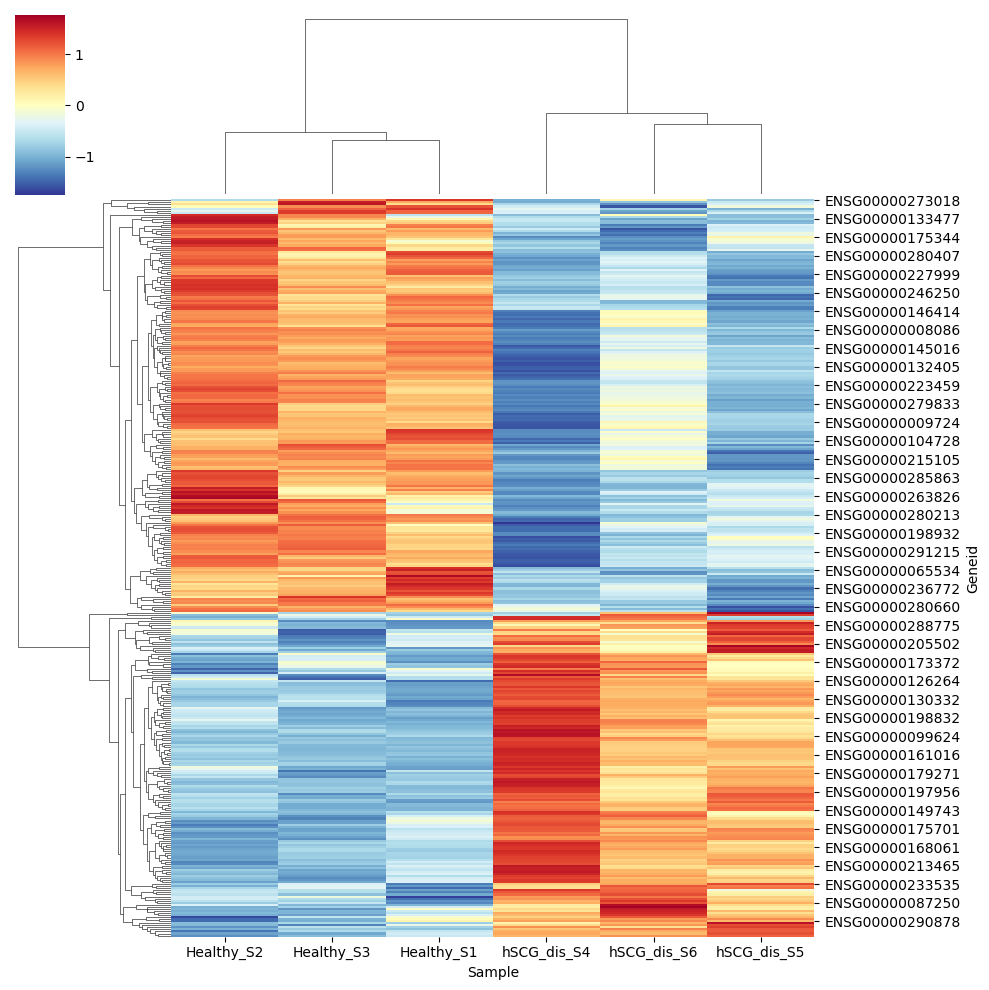 1
0
−1
ENSG00000273018
ENSG00000133477
ENSG00000175344
ENSG00000280407
ENSG00000227999
ENSG00000246250
ENSG00000146414
ENSG00000008086
ENSG00000145016
ENSG00000132405
ENSG00000223459
ENSG00000279833
ENSG00000009724
ENSG00000104728
ENSG00000215105
ENSG00000285863
ENSG00000263826
ENSG00000280213
ENSG00000198932
ENSG00000291215
ENSG00000065534
ENSG00000236772
ENSG00000280660
ENSG00000288775
ENSG00000205502
ENSG00000173372
ENSG00000126264
ENSG00000130332
ENSG00000198832
ENSG00000099624
ENSG00000161016
ENSG00000179271
ENSG00000197956
ENSG00000149743
ENSG00000175701
ENSG00000168061
ENSG00000213465
ENSG00000233535
ENSG00000087250
ENSG00000290878
Geneid
Healthy_S2 Healthy_S3 Healthy_S1 hSCG_dis_S4 hSCG_dis_S6 hSCG_dis_S5
Sample